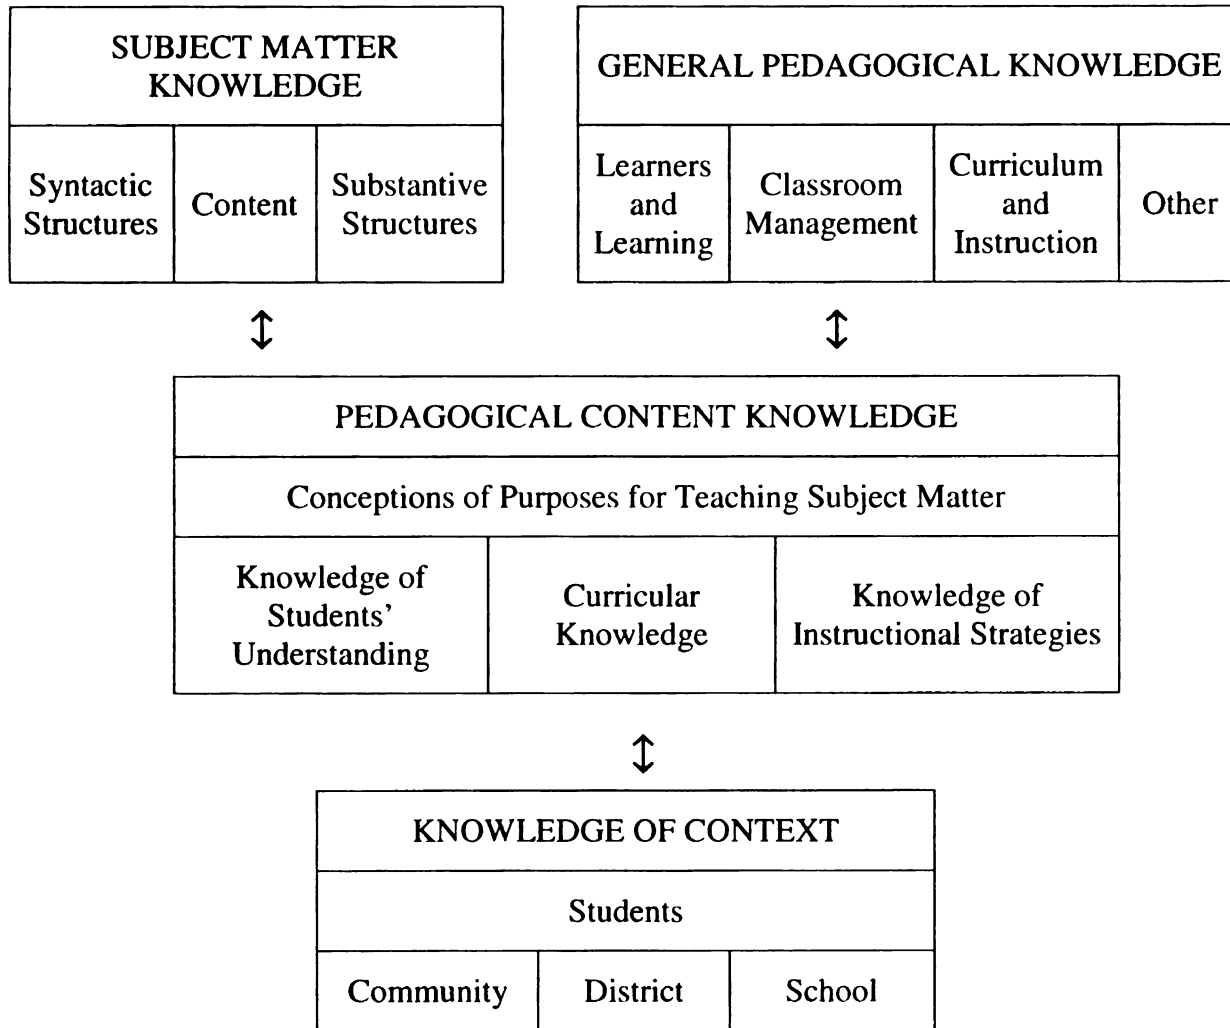 SUBJECT MATTER
KNOWLEDGE
Syntactic
Structures
Content
Substantive
Structures
GENERAL PEDAGOGICAL KNOWLEDGE
Learners
and
Learning
Classroom
Management
Curriculum
and
Instruction
Other
PEDAGOGICAL CONTENT KNOWLEDGE
Conceptions of Purposes for Teaching Subject Matter
Knowledge of
Students’
Understanding
Curricular
Knowledge
Knowledge of
Instructional Strategies
KNOWLEDGE OF CONTEXT
Students
Community
District
School